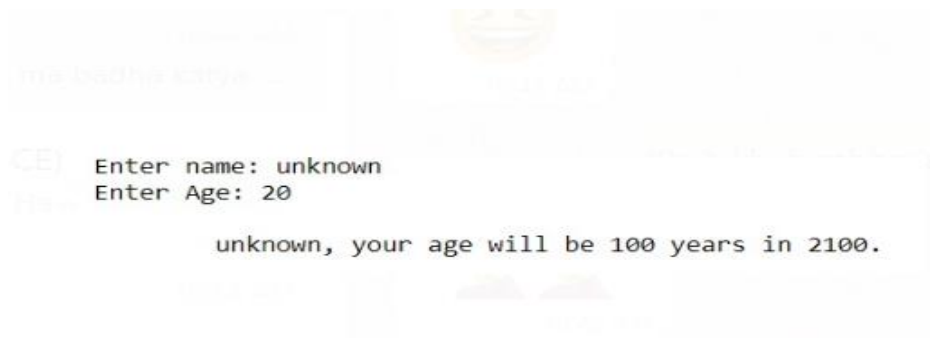 Enter name: unknown
Enter Age: 20
unknown, your age will be 100 years in 2100.